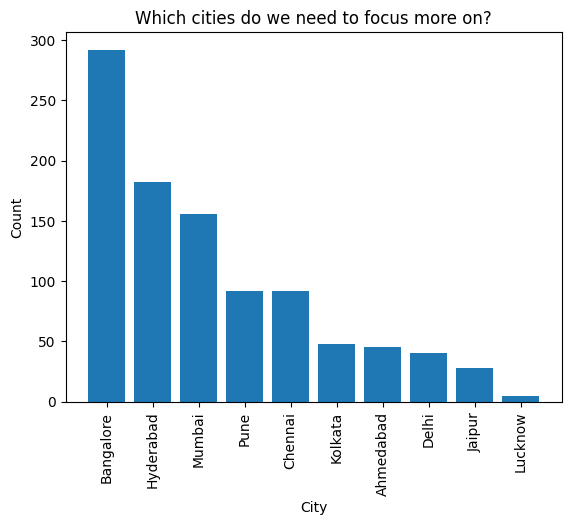 Which cities do we need to focus more on?
300
250
200
150
100
50
0
Count
Bangalore
Hyderabad
Mumbai
Pune
Chennai
Kolkata
Ahmedabad
Delhi
Jaipur
Lucknow
City